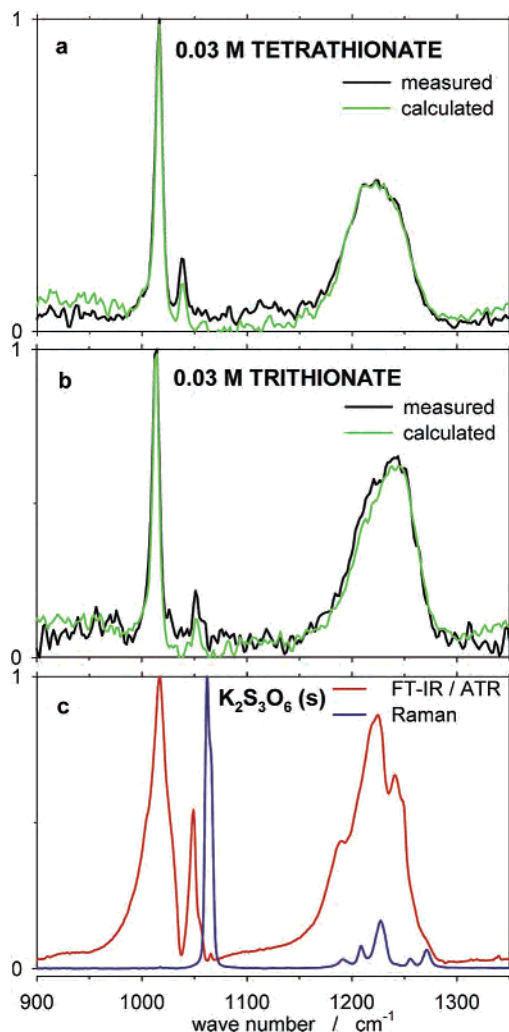 1
a
0.03 M TETRATHIONATE
measured
calculated
0
1
b
0.03 M TRITHIONATE
measured
calculated
0
1
c
K₂S₃O₆ (s)
FT-IR / ATR
Raman
0
900 1000 1100 1200 1300
wave number / cm⁻¹